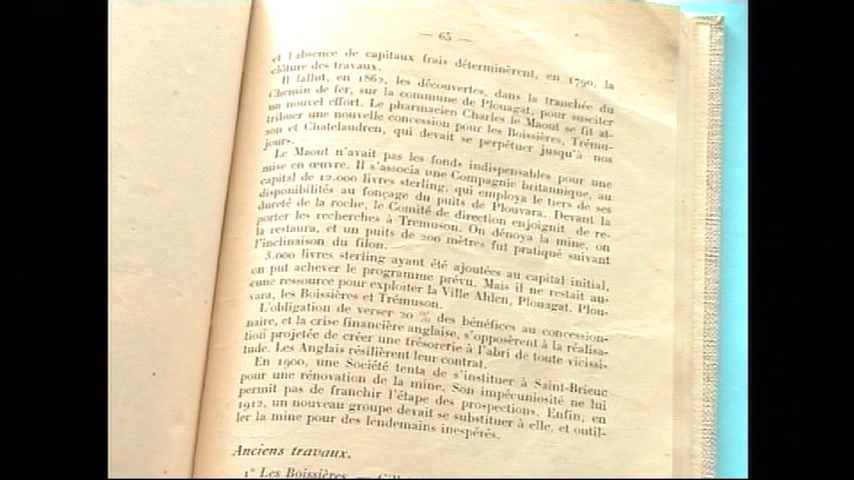 — 65 —
et l'absence de capitaux frais déterminèrent, en 1790, la
clôture des travaux.
Il fallut, en 1862, les découvertes, dans la tranchée du
Chemin de fer, sur la commune de Plouagat, pour susciter
un nouvel effort. Le pharmacien Charles le Maout se fit at-
tribuer une nouvelle concession pour les Boissières, Trému-
son et Chatelaudren, qui devait se perpétuer jusqu'à nos
jours.
Le Maout n'avait pas les fonds indispensables pour une
mise en œuvre. Il s'associa une Compagnie britannique, au
capital de 12.000 livres sterling, qui employa le tiers de ses
disponibilités au fonçage du puits de Plouvara. Devant la
dureté de la roche, le Comité de direction enjoignit de re-
porter les recherches à Tremuson. On dénoya la mine, on
la restaura, et un puits de 200 mètres fut pratiqué suivant
l'inclinaison du filon.
3.000 livres sterling ayant été ajoutées au capital initial,
on put achever le programme prévu. Mais il ne restait au-
cune ressource pour exploiter la Ville Ahlen, Plouagat. Plou-
vara, les Boissières et Trémuson.
L'obligation de verser 20 % des bénéfices au concession-
naire, et la crise financière anglaise, s'opposèrent à la réalisa-
tion projetée de créer une trésorerie à l'abri de toute vicissi-
tude. Les Anglais résilièrent leur contrat.
En 1900, une Société tenta de s'instituer à Saint-Brieuc
pour une rénovation de la mine. Son impécuniosité ne lui
permit pas de franchir l'étape des prospections. Enfin, en
1912, un nouveau groupe devait se substituer à elle, et outil-
ler la mine pour des lendemains inespérés.
Anciens travaux.
1° Les Boissières. —